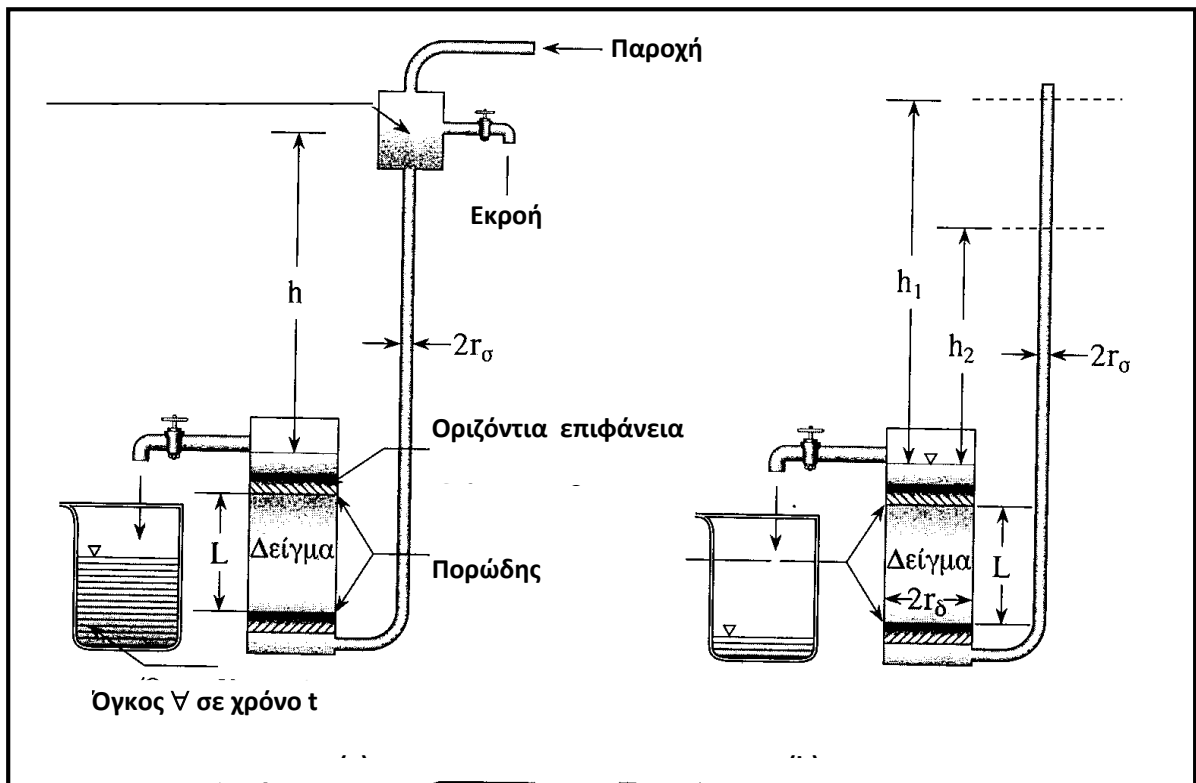 Παροχή
Εκροή
h
2rσ
Οριζόντια επιφάνεια
L
Δείγμα
Πορώδης
Όγκος ∀ σε χρόνο t
h₁
h₂
2rσ
Δείγμα
L
2rδ